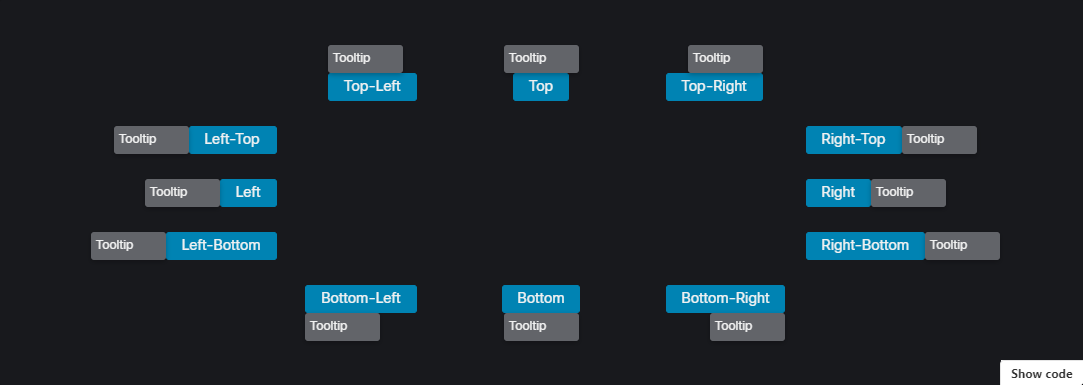 Tooltip Tooltip Tooltip
Top-Left Top Top-Right
Tooltip Left-Top Right-Top Tooltip
Tooltip Left Right Tooltip
Tooltip Left-Bottom Right-Bottom Tooltip
Bottom-Left Bottom Bottom-Right
Tooltip Tooltip Tooltip
Show code